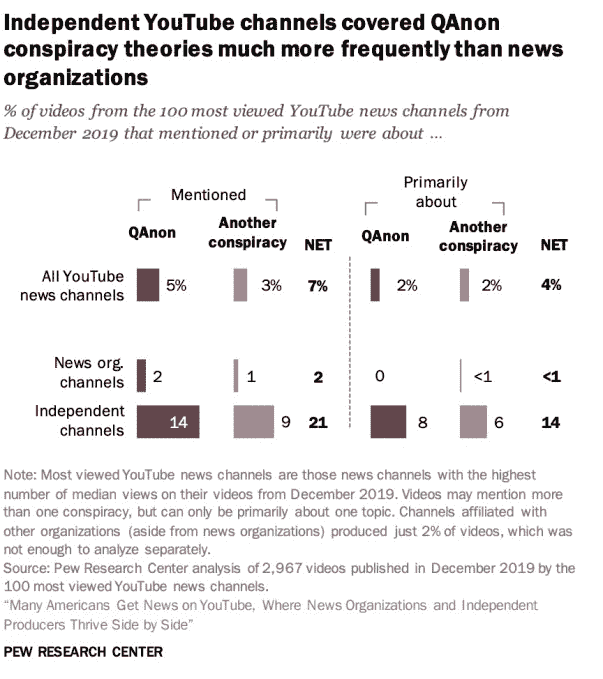 Independent YouTube channels covered QAnon
conspiracy theories much more frequently than news
organizations
% of videos from the 100 most viewed YouTube news channels from
December 2019 that mentioned or primarily were about ...
Mentioned
Primarily
about
QAnon
Another
conspiracy
NET
QAnon
Another
conspiracy
NET
All YouTube
news channels
5%
3%
7%
2%
2%
4%
News org.
channels
2
1
2
0
<1
<1
Independent
channels
14
9
21
8
6
14
Note: Most viewed YouTube news channels are those news channels with the highest
number of median views on their videos from December 2019. Videos may mention more
than one conspiracy, but can only be primarily about one topic. Channels affiliated with
other organizations (aside from news organizations) produced just 2% of videos, which was
not enough to analyze separately.
Source: Pew Research Center analysis of 2,967 videos published in December 2019 by the
100 most viewed YouTube news channels.
“Many Americans Get News on YouTube, Where News Organizations and Independent
Producers Thrive Side by Side”
PEW RESEARCH CENTER